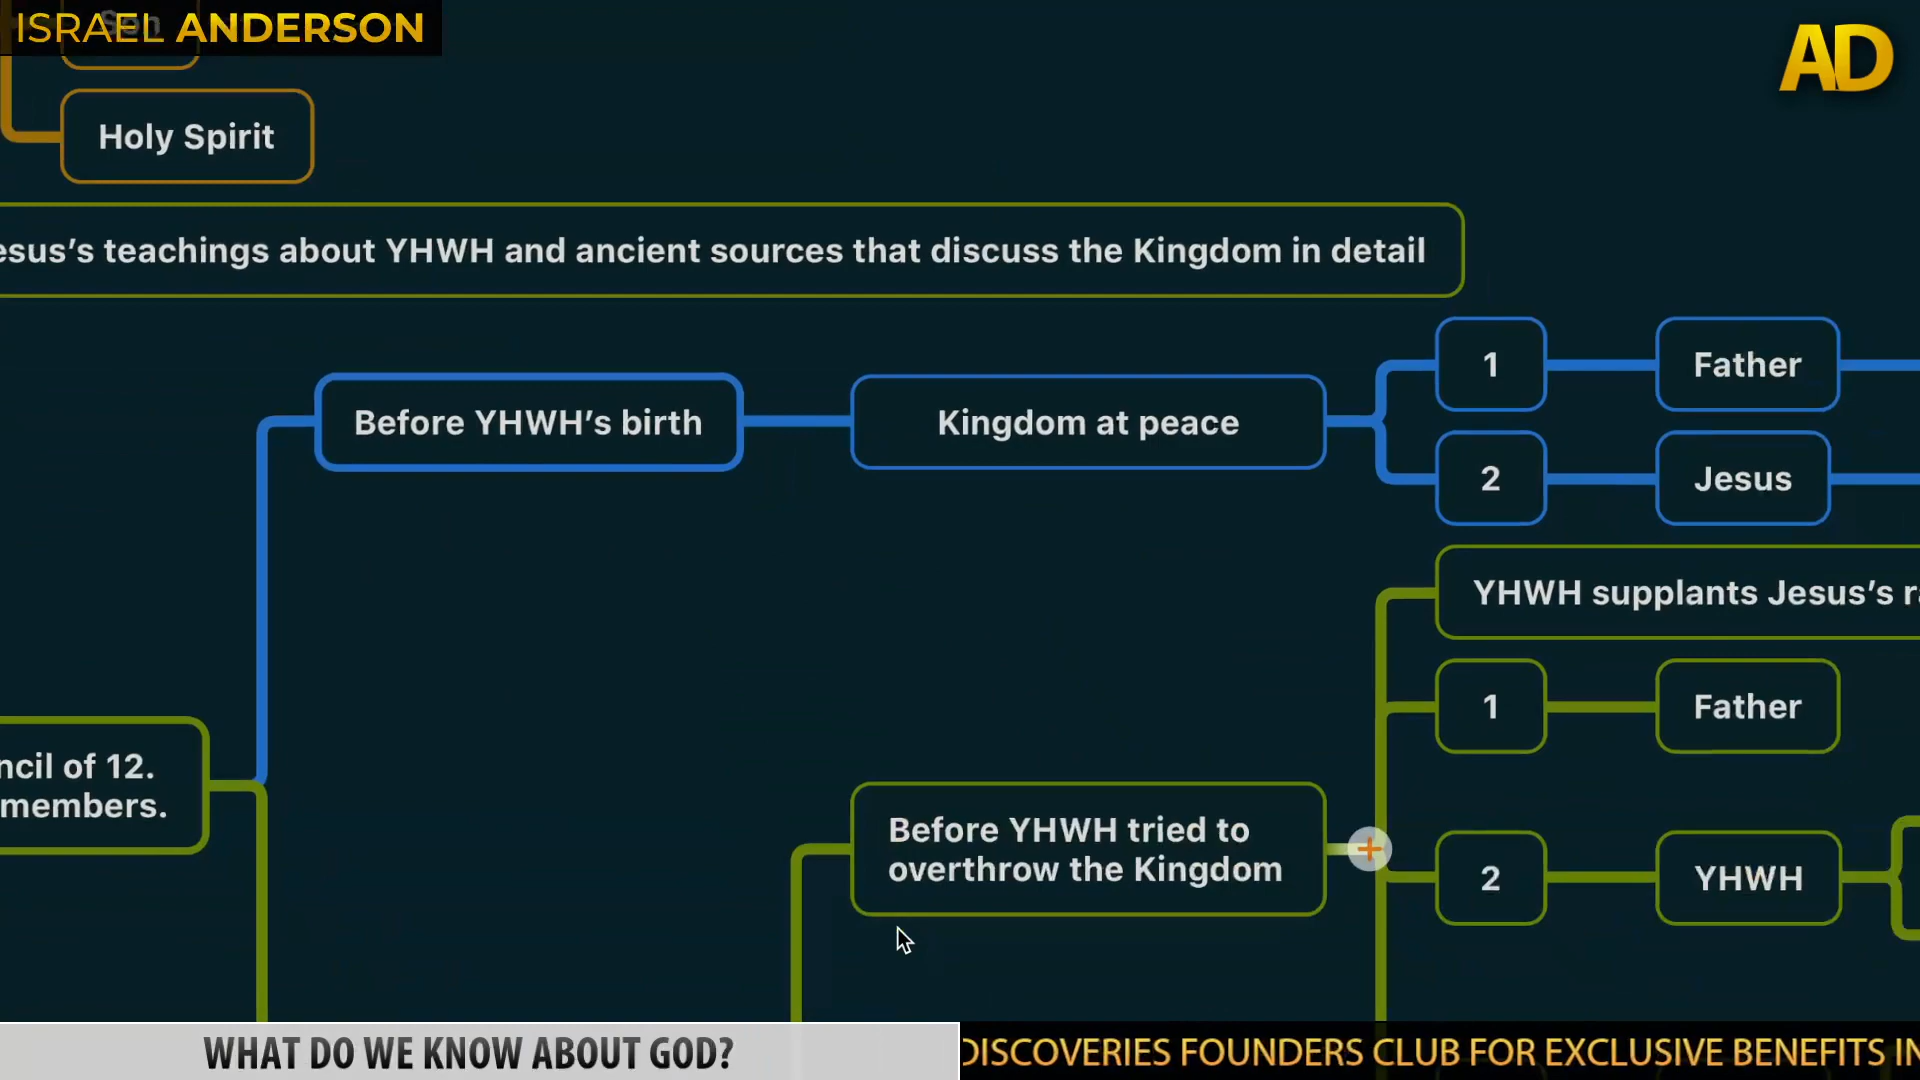 ISRAEL ANDERSON
Son
AD
Holy Spirit
esus’s teachings about YHWH and ancient sources that discuss the Kingdom in detail
Before YHWH’s birth
Kingdom at peace
1
Father
2
Jesus
YHWH supplants Jesus’s r
1
Father
ncil of 12.
members.
Before YHWH tried to
overthrow the Kingdom
2
YHWH
WHAT DO WE KNOW ABOUT GOD?
DISCOVERIES FOUNDERS CLUB FOR EXCLUSIVE BENEFITS IN